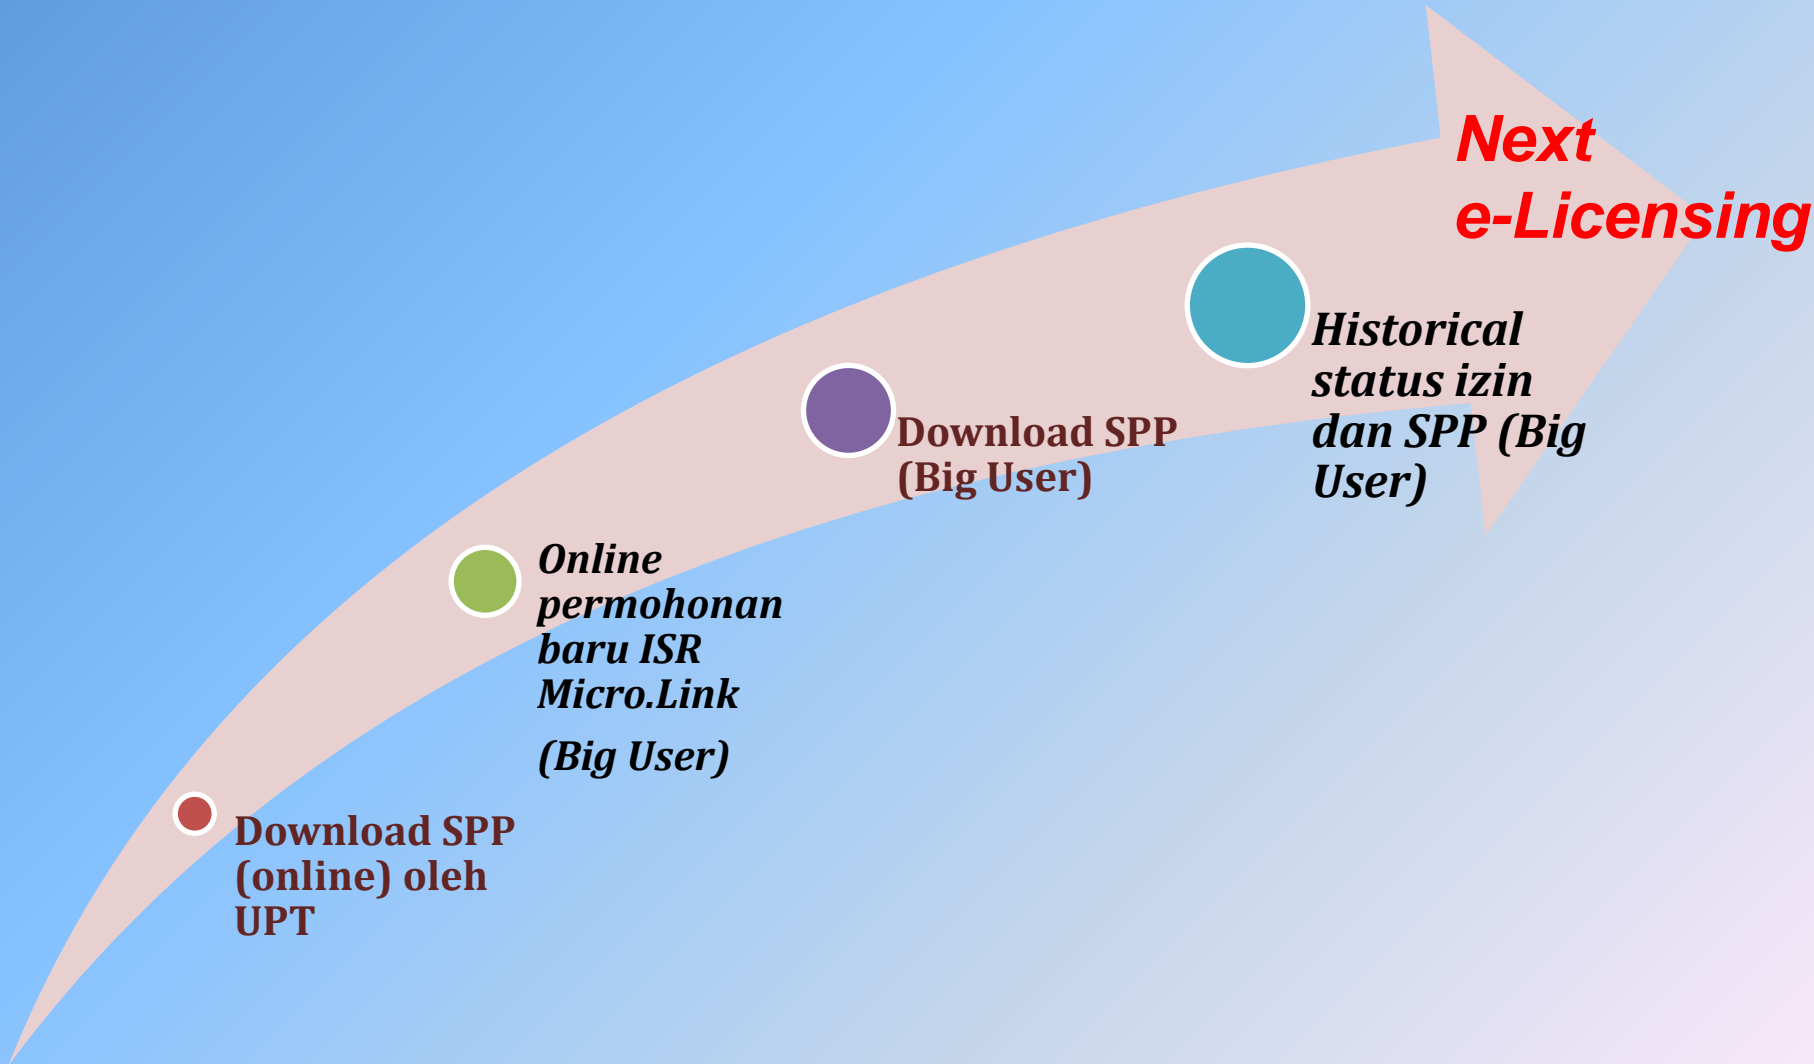 Next
e-Licensing
Historical
status izin
dan SPP (Big
User)
Download SPP
(Big User)
Online
permohonan
baru ISR
Micro.Link
(Big User)
Download SPP
(online) oleh
UPT